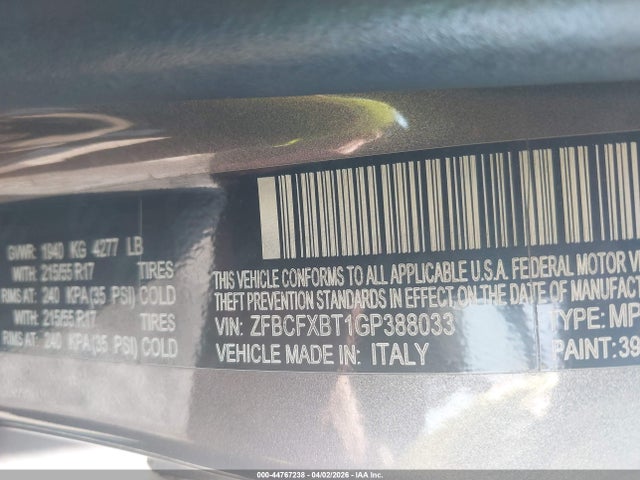 GVWR: 1940 KG 4277 LB
WITH: 215/55 R17 TIRES
RIMS AT: 240 KPA (35 PSI) COLD
WITH: 215/55 R17 TIRES
RIMS AT: 240 KPA (35 PSI) COLD
THIS VEHICLE CONFORMS TO ALL APPLICABLE U.S.A. FEDERAL MOTOR VE
THEFT PREVENTION STANDARDS IN EFFECT ON THE DATE OF MANUFACTURE
VIN: ZFBCFXBT1GP388033 TYPE: MP
VEHICLE MADE IN: ITALY PAINT: 39
000-44767238 - 04/02/2026 - IAA Inc.